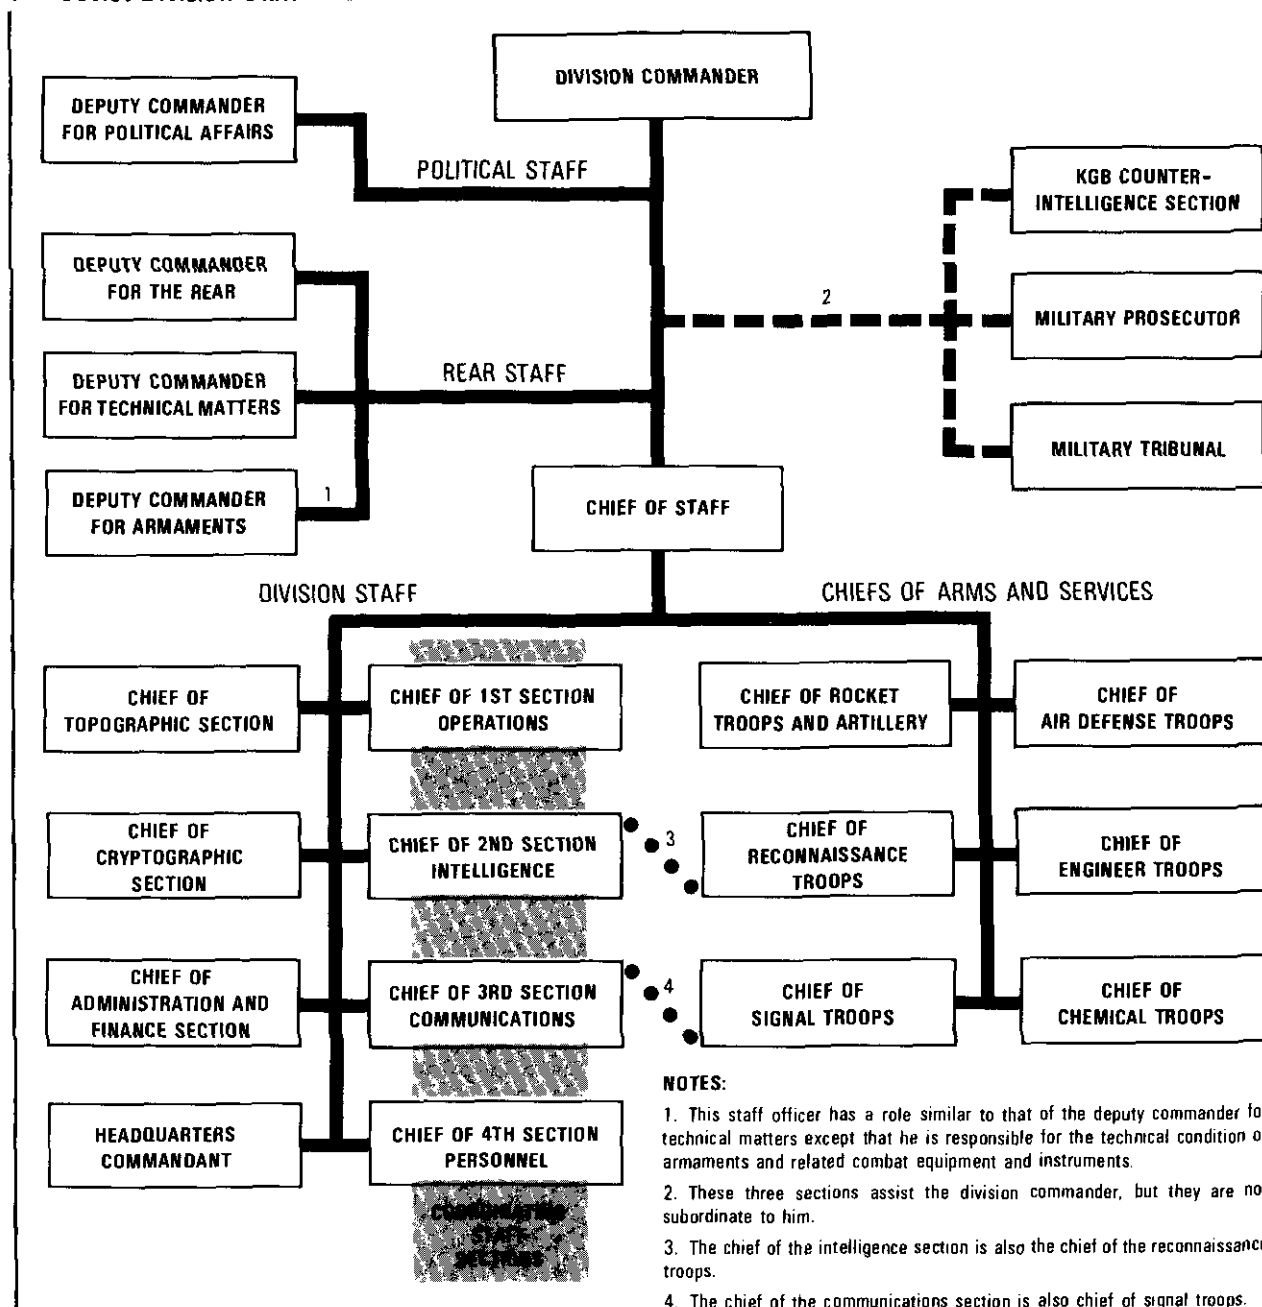 DIVISION COMMANDER
DEPUTY COMMANDER
FOR POLITICAL AFFAIRS
POLITICAL STAFF
KGB COUNTER-
INTELLIGENCE SECTION
DEPUTY COMMANDER
FOR THE REAR
2
MILITARY PROSECUTOR
DEPUTY COMMANDER
FOR TECHNICAL MATTERS
REAR STAFF
MILITARY TRIBUNAL
DEPUTY COMMANDER
FOR ARMAMENTS
1
CHIEF OF STAFF
DIVISION STAFF
CHIEFS OF ARMS AND SERVICES
CHIEF OF
TOPOGRAPHIC SECTION
CHIEF OF 1ST SECTION
OPERATIONS
CHIEF OF ROCKET
TROOPS AND ARTILLERY
CHIEF OF
AIR DEFENSE TROOPS
CHIEF OF
CRYPTOGRAPHIC
SECTION
CHIEF OF 2ND SECTION
INTELLIGENCE
3
CHIEF OF
RECONNAISSANCE
TROOPS
CHIEF OF
ENGINEER TROOPS
CHIEF OF
ADMINISTRATION AND
FINANCE SECTION
CHIEF OF 3RD SECTION
COMMUNICATIONS
4
CHIEF OF
SIGNAL TROOPS
CHIEF OF
CHEMICAL TROOPS
HEADQUARTERS
COMMANDANT
CHIEF OF 4TH SECTION
PERSONNEL
COORDINATING
STAFF
SECTIONS
NOTES:
1. This staff officer has a role similar to that of the deputy commander fo
technical matters except that he is responsible for the technical condition o
armaments and related combat equipment and instruments.
2. These three sections assist the division commander, but they are no
subordinate to him.
3. The chief of the intelligence section is also the chief of the reconnaissance
troops.
4. The chief of the communications section is also chief of signal troops.